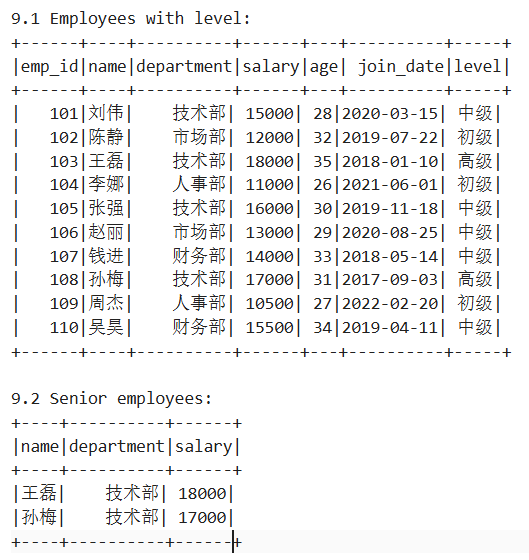 9.1 Employees with level:
+------+----+----------+------+---+----------+-----+
|emp_id|name|department|salary|age| join_date|level|
+------+----+----------+------+---+----------+-----+
|   101|刘伟|    技术部| 15000| 28|2020-03-15| 中级|
|   102|陈静|    市场部| 12000| 32|2019-07-22| 初级|
|   103|王磊|    技术部| 18000| 35|2018-01-10| 高级|
|   104|李娜|    人事部| 11000| 26|2021-06-01| 初级|
|   105|张强|    技术部| 16000| 30|2019-11-18| 中级|
|   106|赵丽|    市场部| 13000| 29|2020-08-25| 中级|
|   107|钱进|    财务部| 14000| 33|2018-05-14| 中级|
|   108|孙梅|    技术部| 17000| 31|2017-09-03| 高级|
|   109|周杰|    人事部| 10500| 27|2022-02-20| 初级|
|   110|吴昊|    财务部| 15500| 34|2019-04-11| 中级|
+------+----+----------+------+---+----------+-----+
9.2 Senior employees:
+----+----------+------+
|name|department|salary|
+----+----------+------+
|王磊|    技术部| 18000|
|孙梅|    技术部| 17000|
+----+----------+------+